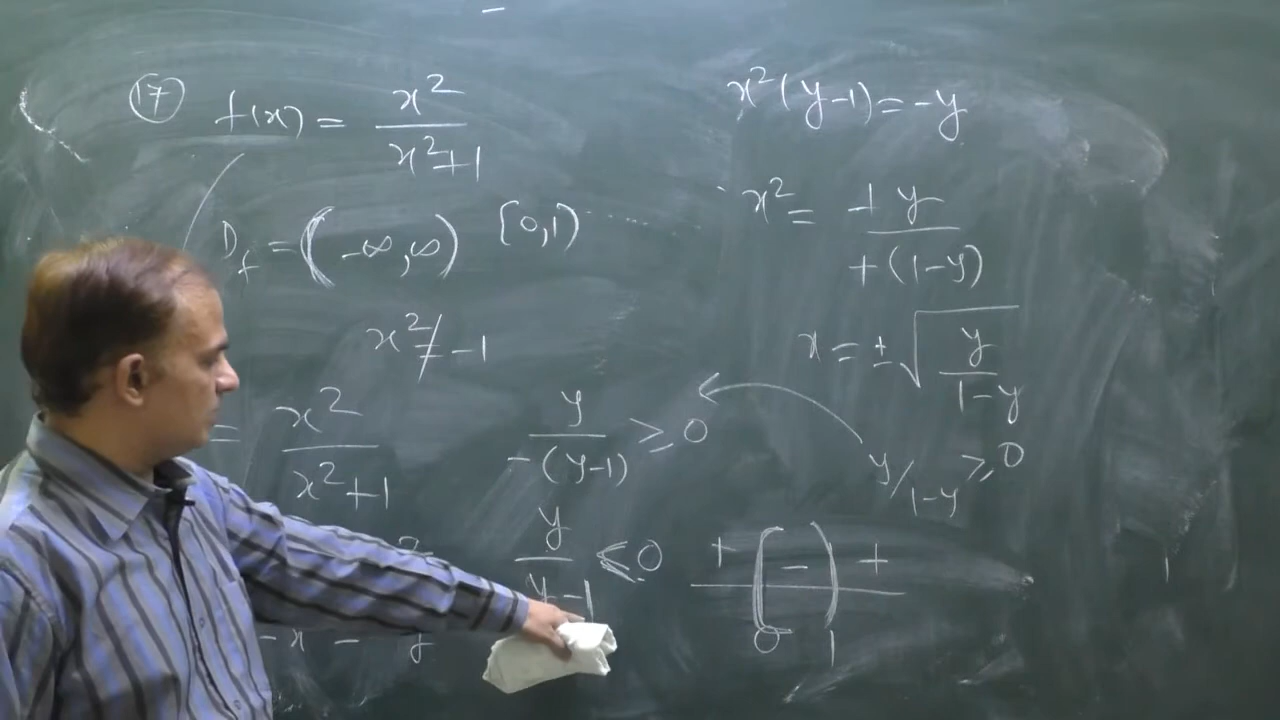 (17) f(x) = x²/(x²+1)
D_f = (-∞,∞) [0,1)
x² ≠ -1
= x²/(x²+1)
y/(-(y-1)) ≥ 0
y/(y-1) ≤ 0
x²(y-1) = -y
x² = +y/(+(1-y))
x = ±√(y/(1-y))
y/(1-y) ≥ 0
+ [ - ) +
0 1